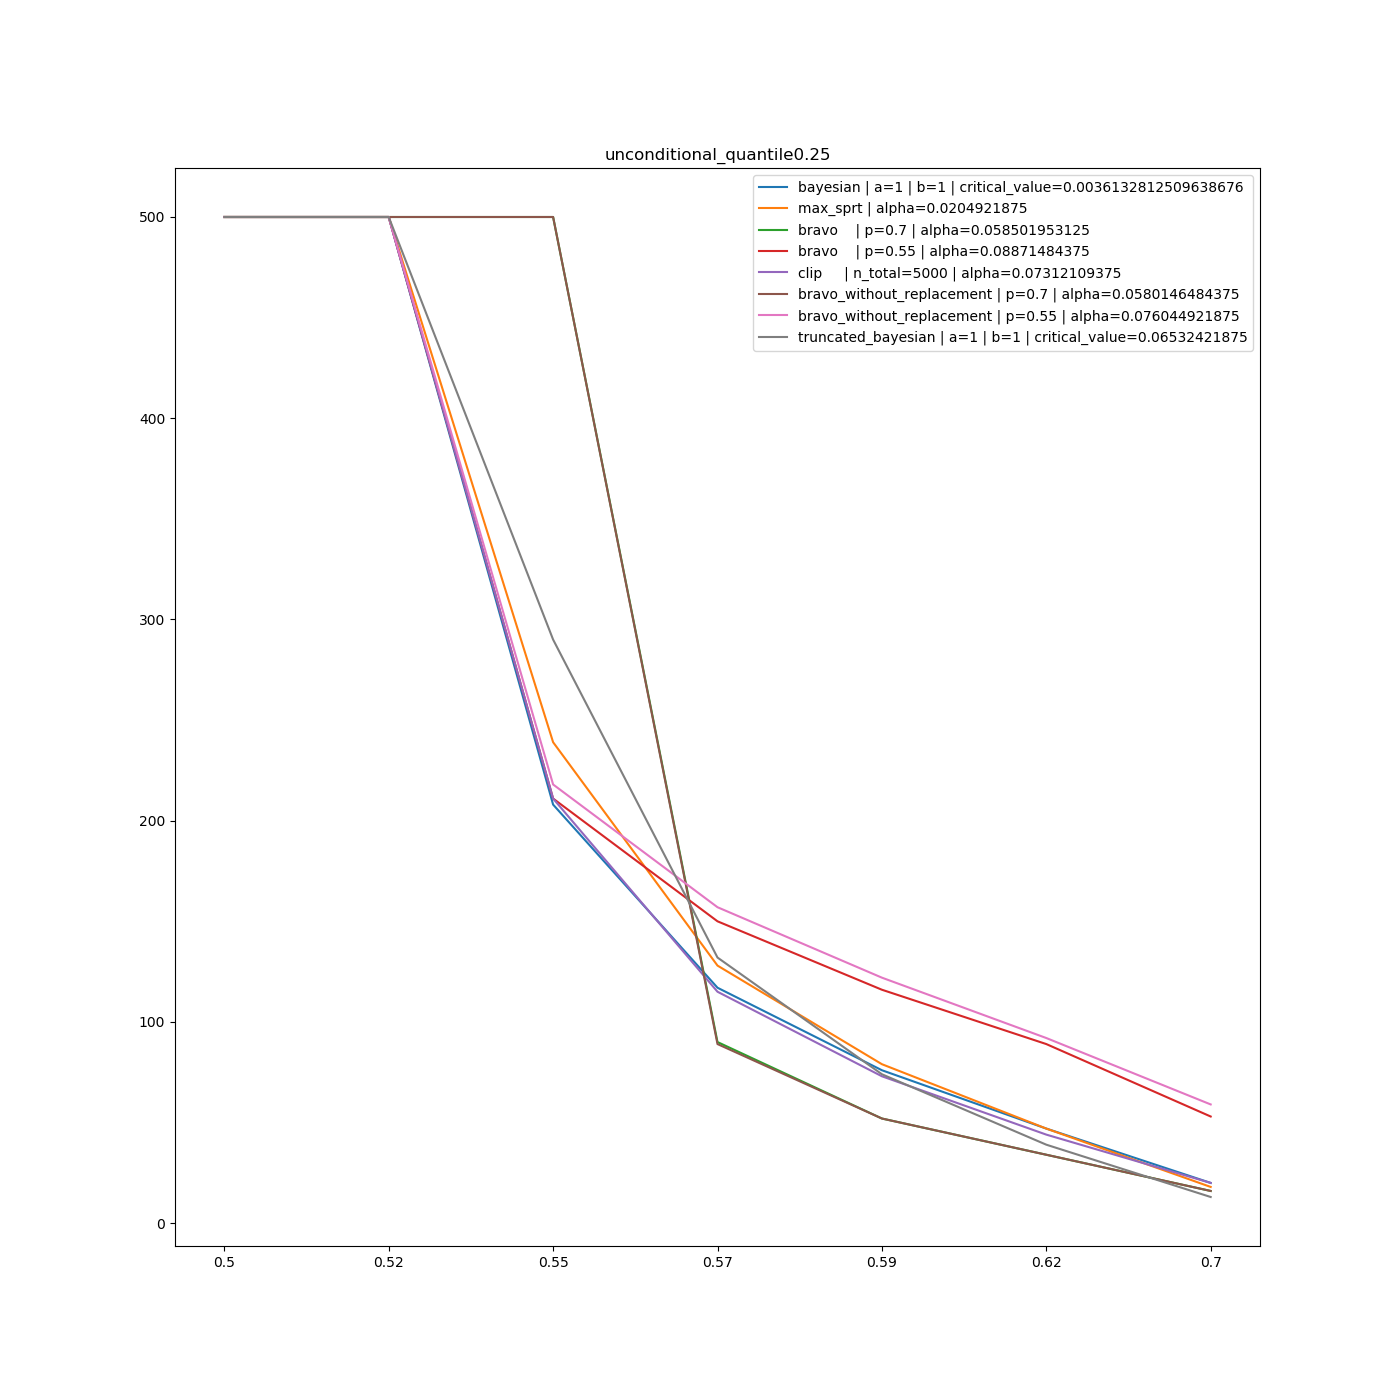 unconditional_quantile0.25
bayesian | a=1 | b=1 | critical_value=0.0036132812509638676
max_sprt | alpha=0.0204921875
bravo    | p=0.7 | alpha=0.058501953125
bravo    | p=0.55 | alpha=0.08871484375
clip     | n_total=5000 | alpha=0.07312109375
bravo_without_replacement | p=0.7 | alpha=0.0580146484375
bravo_without_replacement | p=0.55 | alpha=0.076044921875
truncated_bayesian | a=1 | b=1 | critical_value=0.06532421875
500
400
300
200
100
0
0.5 0.52 0.55 0.57 0.59 0.62 0.7